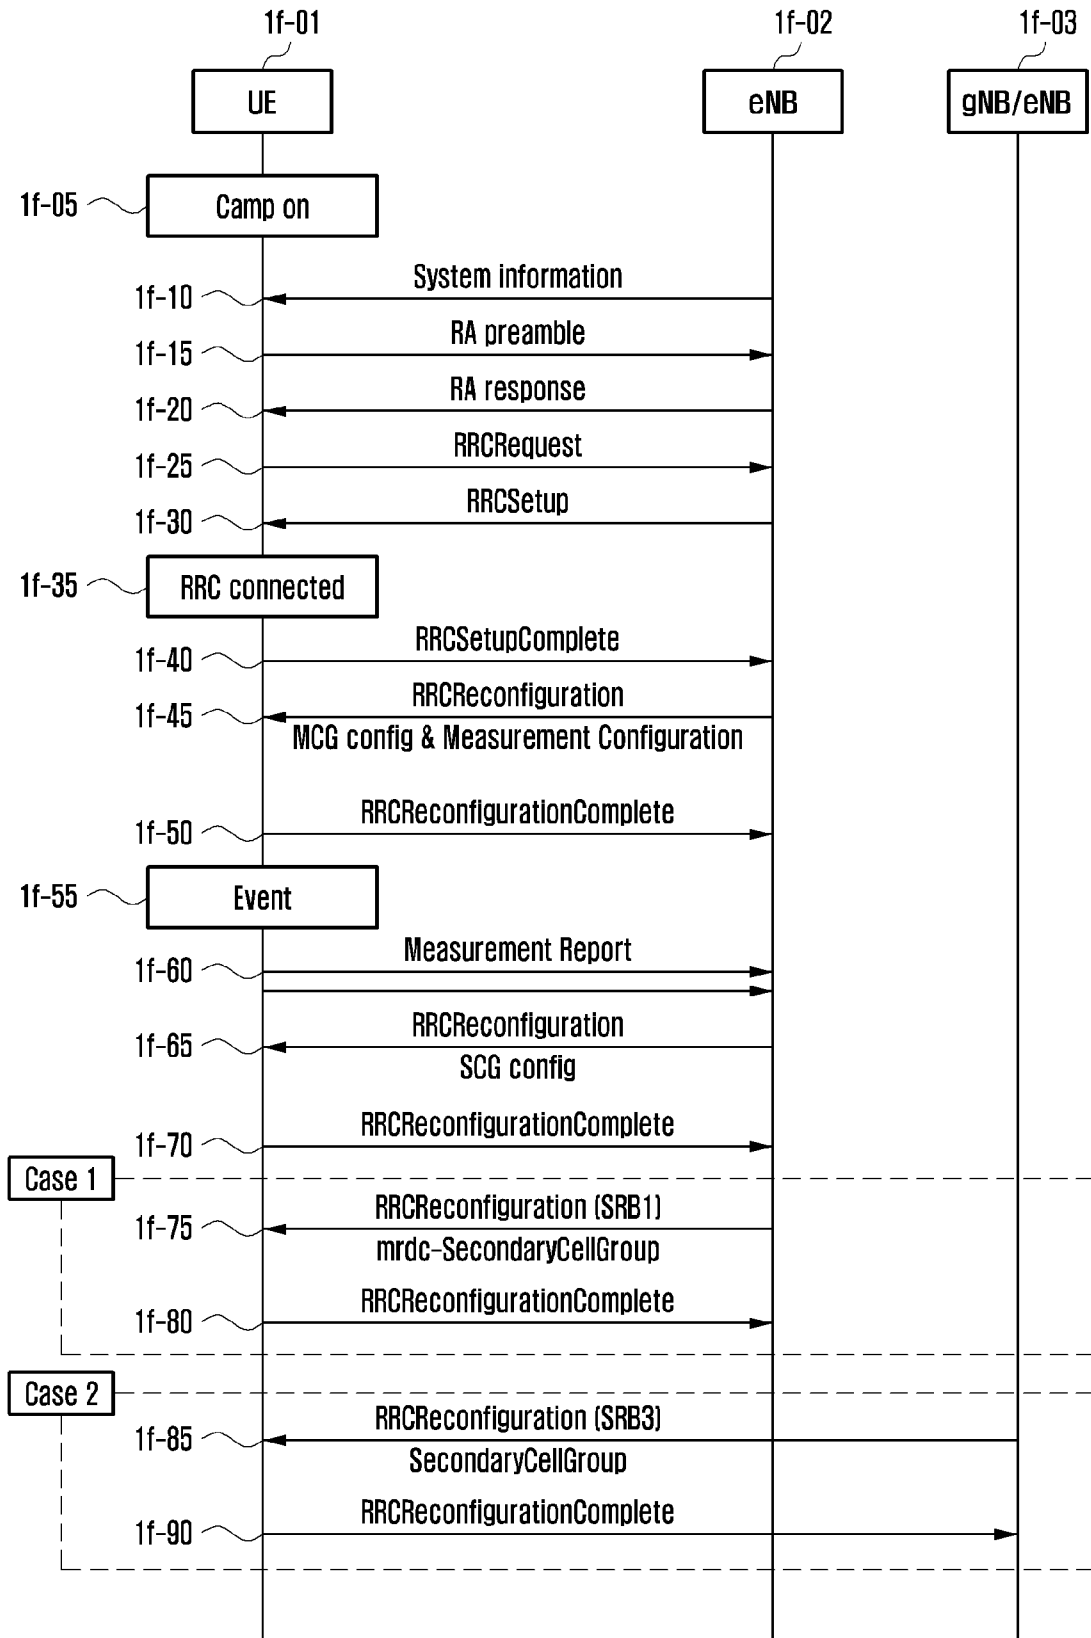 1f-01 1f-02 1f-03
UE eNB gNB/eNB
1f-05 Camp on
System information
1f-10
RA preamble
1f-15
RA response
1f-20
RRCRequest
1f-25
RRCSetup
1f-30
1f-35 RRC connected
RRCSetupComplete
1f-40
RRCReconfiguration
1f-45
MCG config & Measurement Configuration
RRCReconfigurationComplete
1f-50
1f-55 Event
Measurement Report
1f-60
RRCReconfiguration
1f-65
SCG config
RRCReconfigurationComplete
1f-70
Case 1
RRCReconfiguration (SRB1)
1f-75
mrdc-SecondaryCellGroup
RRCReconfigurationComplete
1f-80
Case 2
RRCReconfiguration (SRB3)
1f-85
SecondaryCellGroup
RRCReconfigurationComplete
1f-90